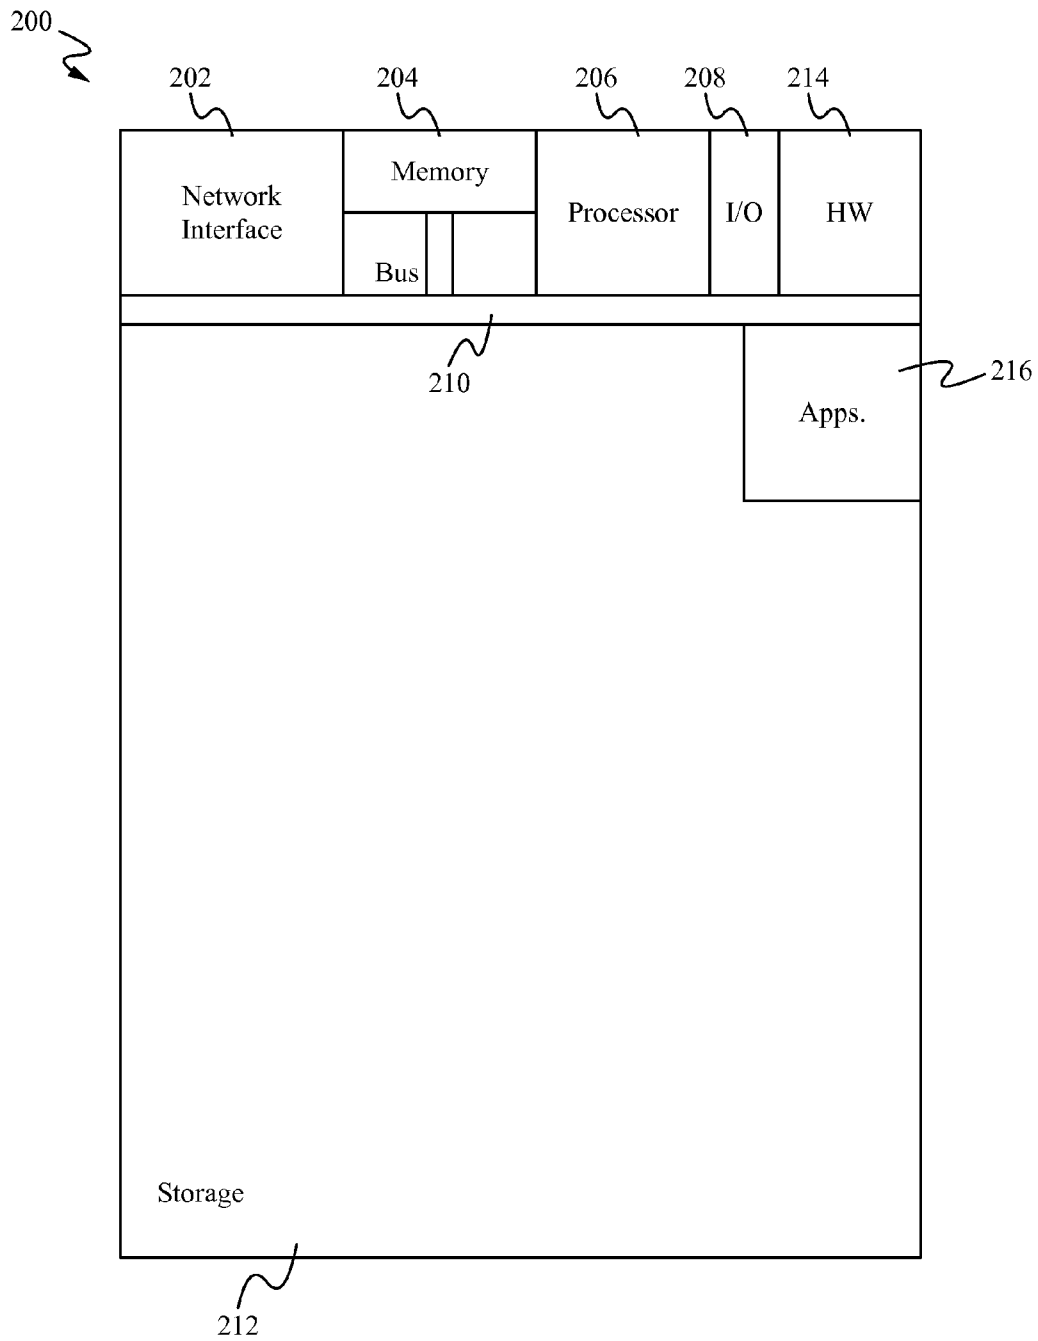 200
202
204
206
208
214
Network
Interface
Memory
Processor
I/O
HW
Bus
210
216
Apps.
Storage
212